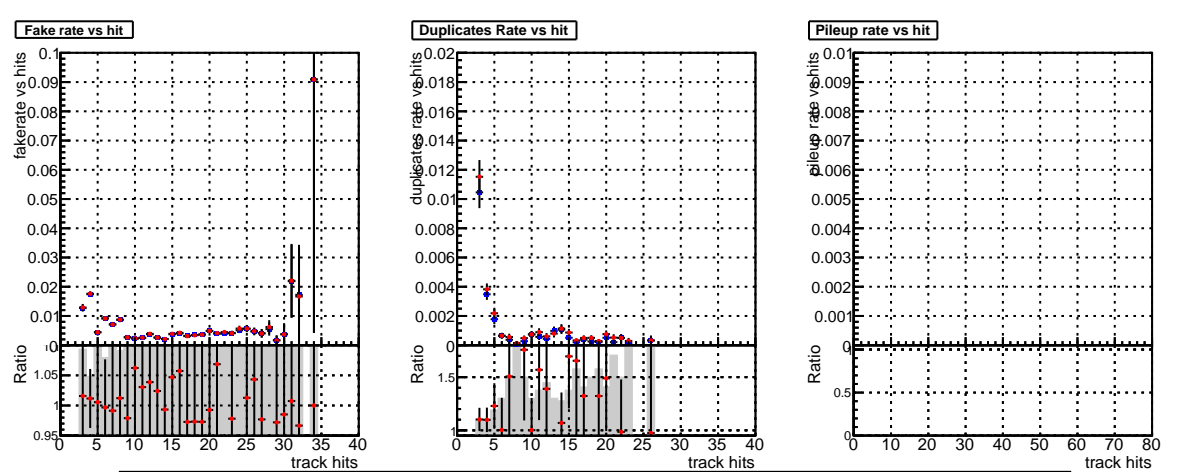 Fake rate vs hit
Duplicates Rate vs hit
Pileup rate vs hit
fakerate vs hits
0.1
0.09
0.08
0.07
0.06
0.05
0.04
0.03
0.02
0.01
0
Ratio
1.05
1
0.95
0 5 10 15 20 25 30 35 40
track hits
duplicates rate vs hits
0.02
0.018
0.016
0.014
0.012
0.01
0.008
0.006
0.004
0.002
0
Ratio
1.5
1
0 5 10 15 20 25 30 35 40
track hits
pileup rate vs hits
0.01
0.009
0.008
0.007
0.006
0.005
0.004
0.003
0.002
0.001
0
Ratio
1
0.5
0
0 10 20 30 40 50 60 70 80
track hits